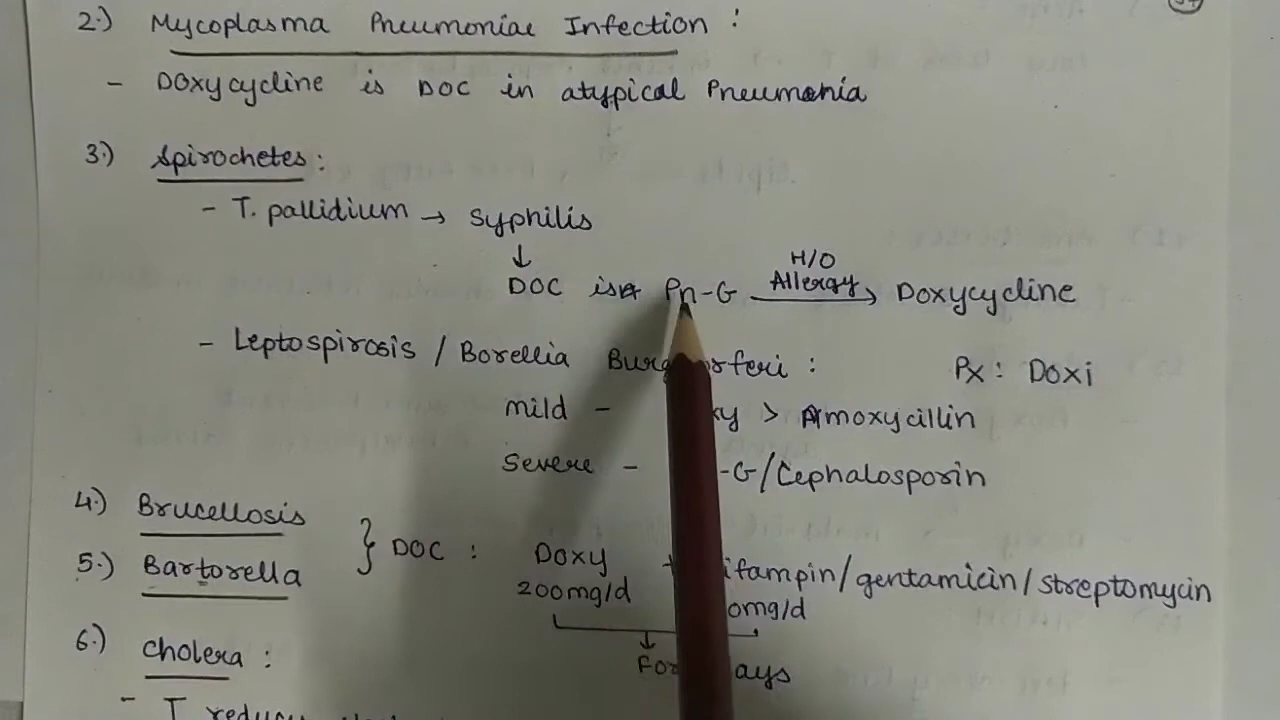 2.) Mycoplasma Pneumoniae Infection :
- Doxycycline is DOC in atypical Pneumonia
3.) Spirochetes :
- T. pallidium → Syphilis
↓
H/O
DOC is Pn-G Allergy → Doxycycline
- Leptospirosis / Borellia : Px : Doxi
mild - > Amoxycillin
Severe - -G/Cephalosporin
4.) Brucellosis
} DOC : Doxy /gentamicin/streptomycin
5.) Bartorella
200mg/d mg/d
↓
6.) Cholera :
- T